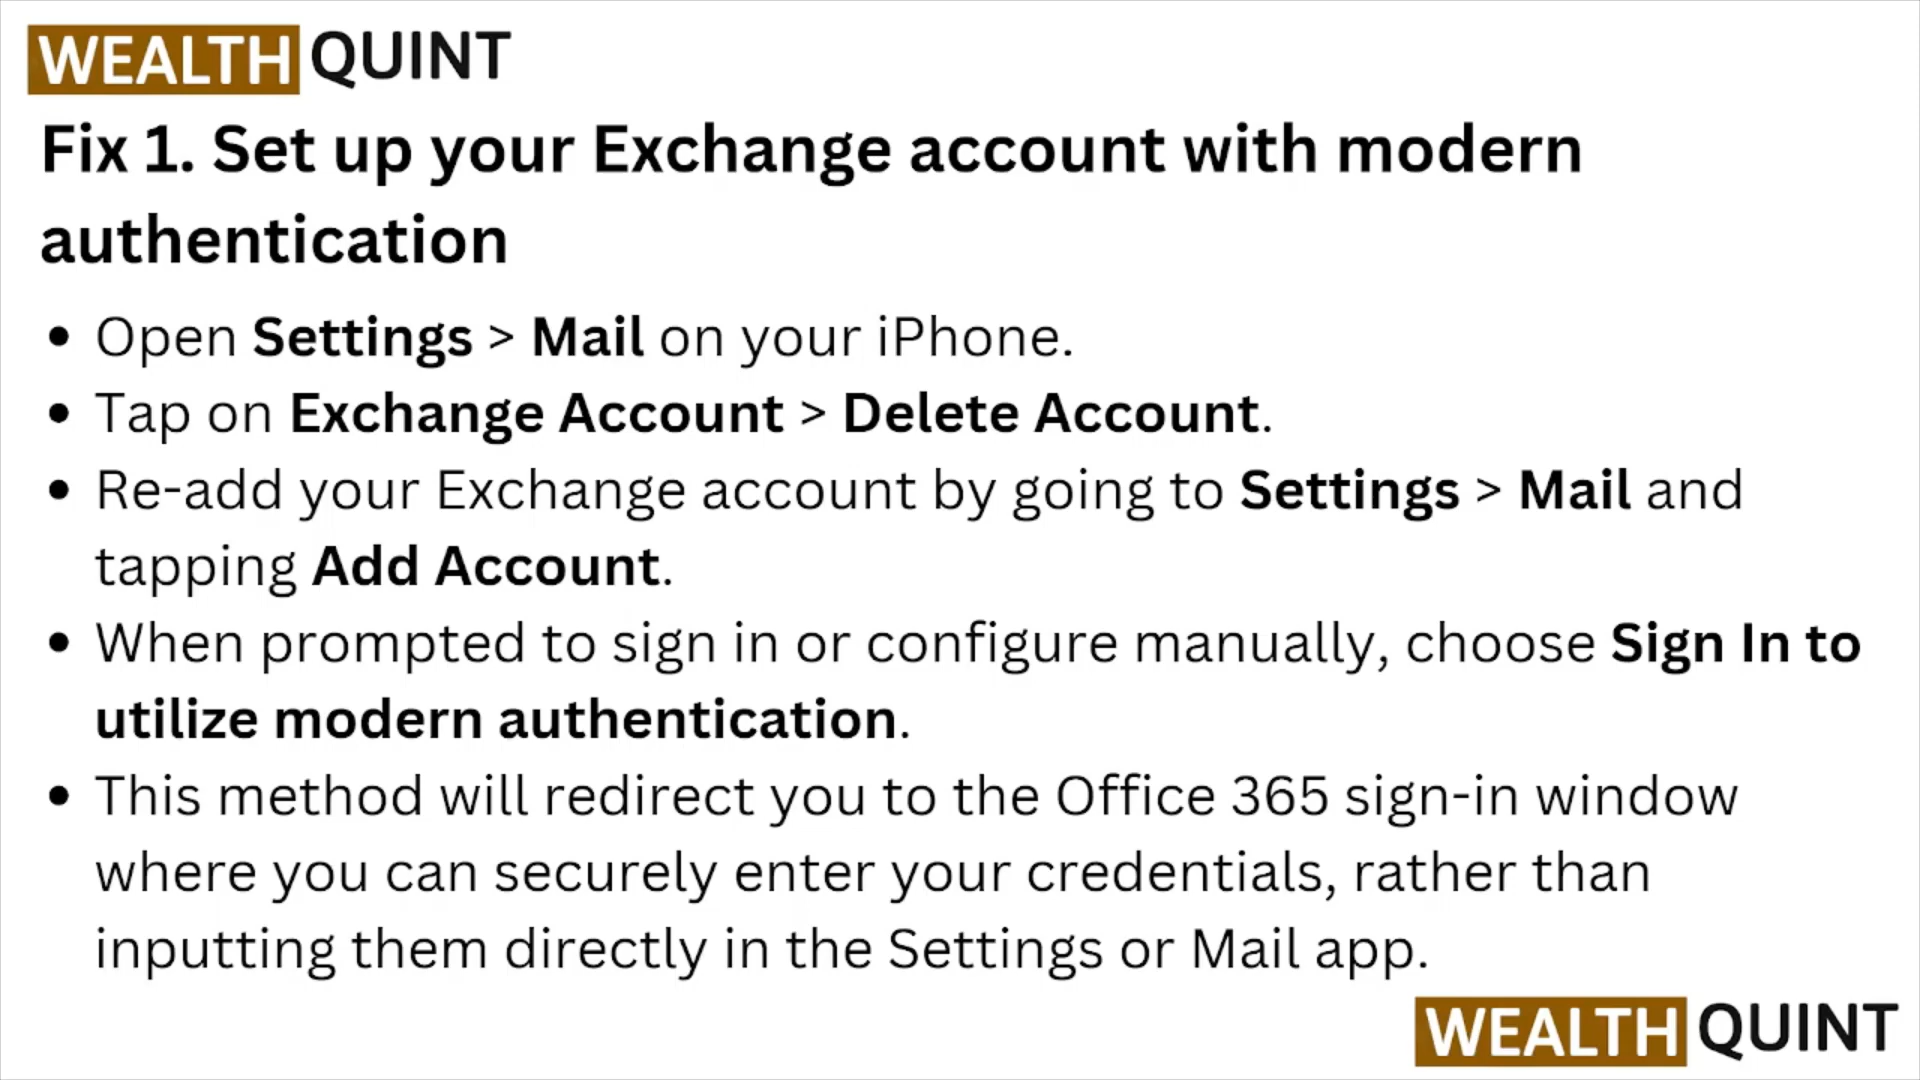 WEALTH QUINT
Fix 1. Set up your Exchange account with modern
authentication
• Open Settings > Mail on your iPhone.
• Tap on Exchange Account > Delete Account.
• Re-add your Exchange account by going to Settings > Mail and
tapping Add Account.
• When prompted to sign in or configure manually, choose Sign In to
utilize modern authentication.
• This method will redirect you to the Office 365 sign-in window
where you can securely enter your credentials, rather than
inputting them directly in the Settings or Mail app.
WEALTH QUINT